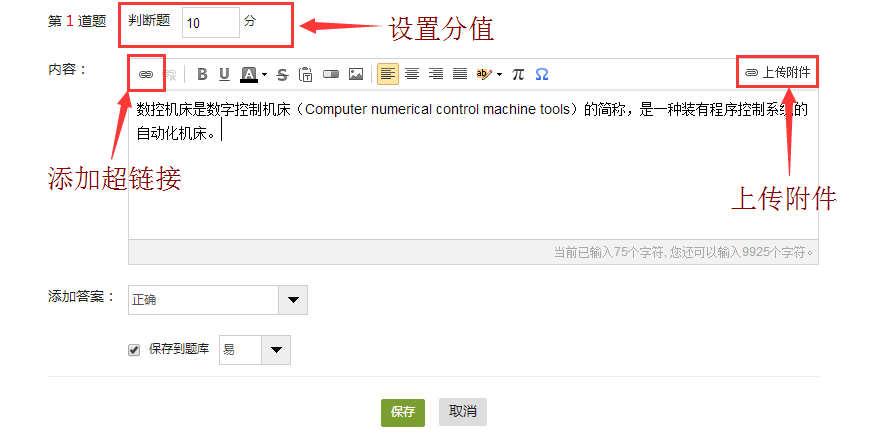 第 1 道题 判断题 10 分
设置分值
内容：
B U A S π Ω 上传附件
数控机床是数字控制机床（Computer numerical control machine tools）的简称，是一种装有程序控制系统的
自动化机床。
添加超链接
上传附件
当前已输入75个字符, 您还可以输入9925个字符。
添加答案： 正确
保存到题库 易
保存 取消